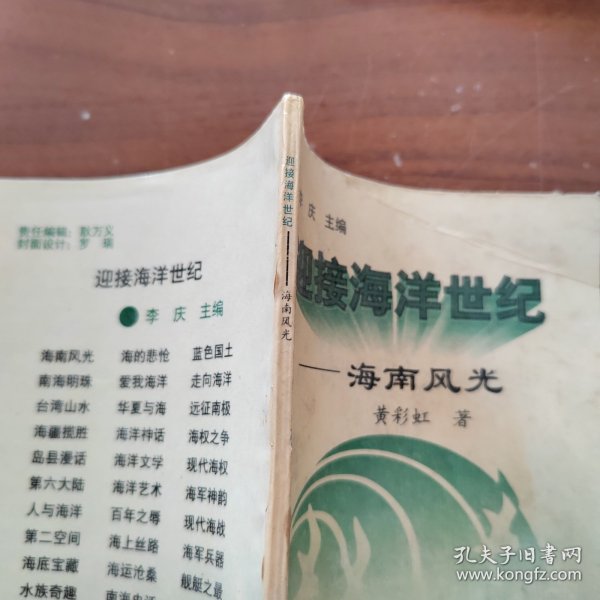 责任编辑：耿万义
封面设计：罗 瑞
迎接海洋世纪
李庆 主编
海南风光 海的悲怆 蓝色国土
南海明珠 爱我海洋 走向海洋
台湾山水 华夏与海 远征南极
海疆揽胜 海洋神话 海权之争
岛县漫话 海洋文学 现代海权
第六大陆 海洋艺术 海军神韵
人与海洋 百年之辱 现代海战
第二空间 海上丝路 海军兵器
海底宝藏 海运沧桑 舰艇之最
水族奇趣
迎接海洋世纪——海南风光
李庆 主编
迎接海洋世纪
——海南风光
黄彩虹 著
孔夫子旧书网
www.kongfz.com